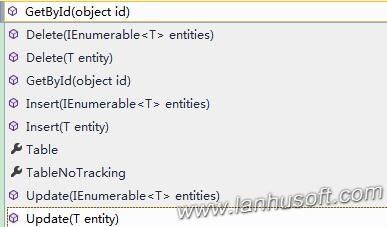 GetById(object id)
Delete(IEnumerable<T> entities)
Delete(T entity)
GetById(object id)
Insert(IEnumerable<T> entities)
Insert(T entity)
Table
TableNoTracking
Update(IEnumerable<T> entities)
Update(T entity)
www.lanhusoft.com